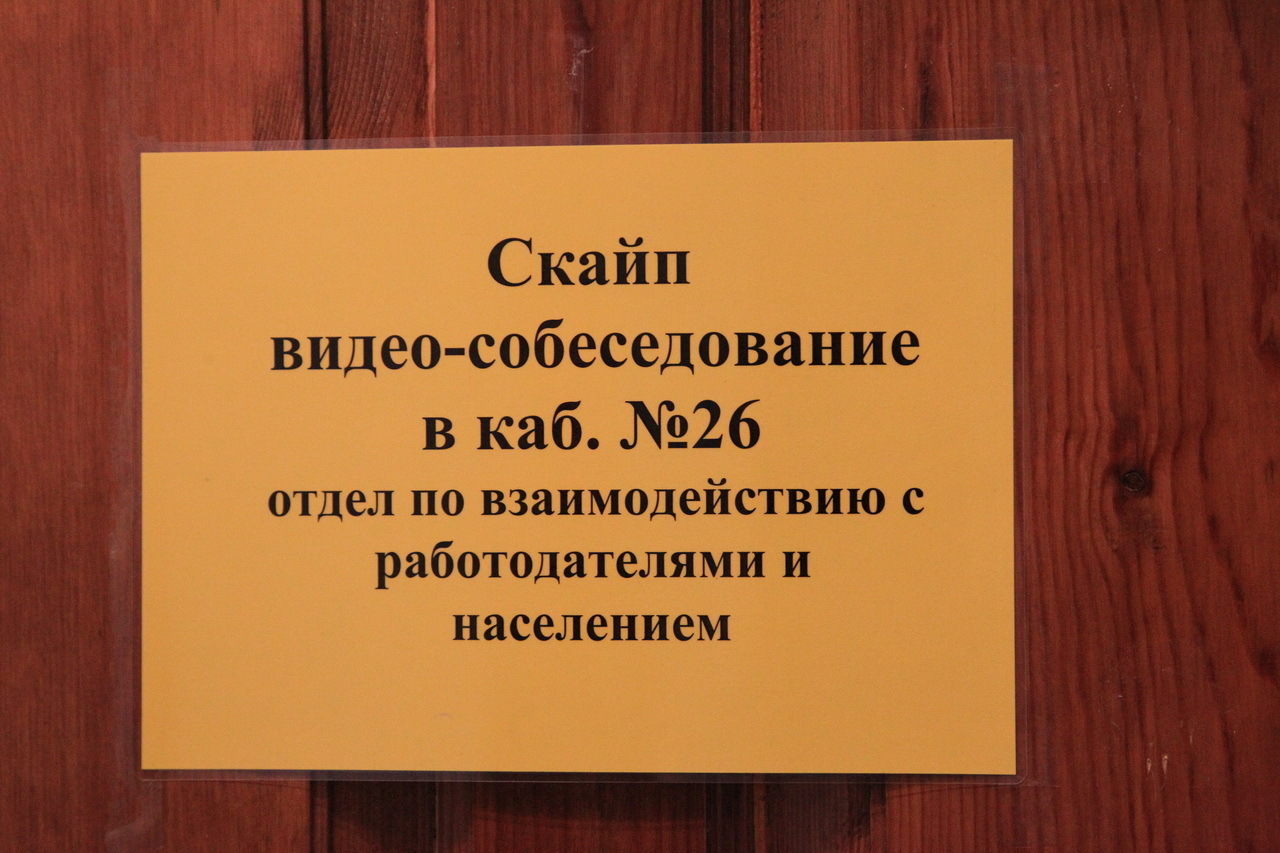 Скайп
видео-собеседование
в каб. №26
отдел по взаимодействию с
работодателями и
населением